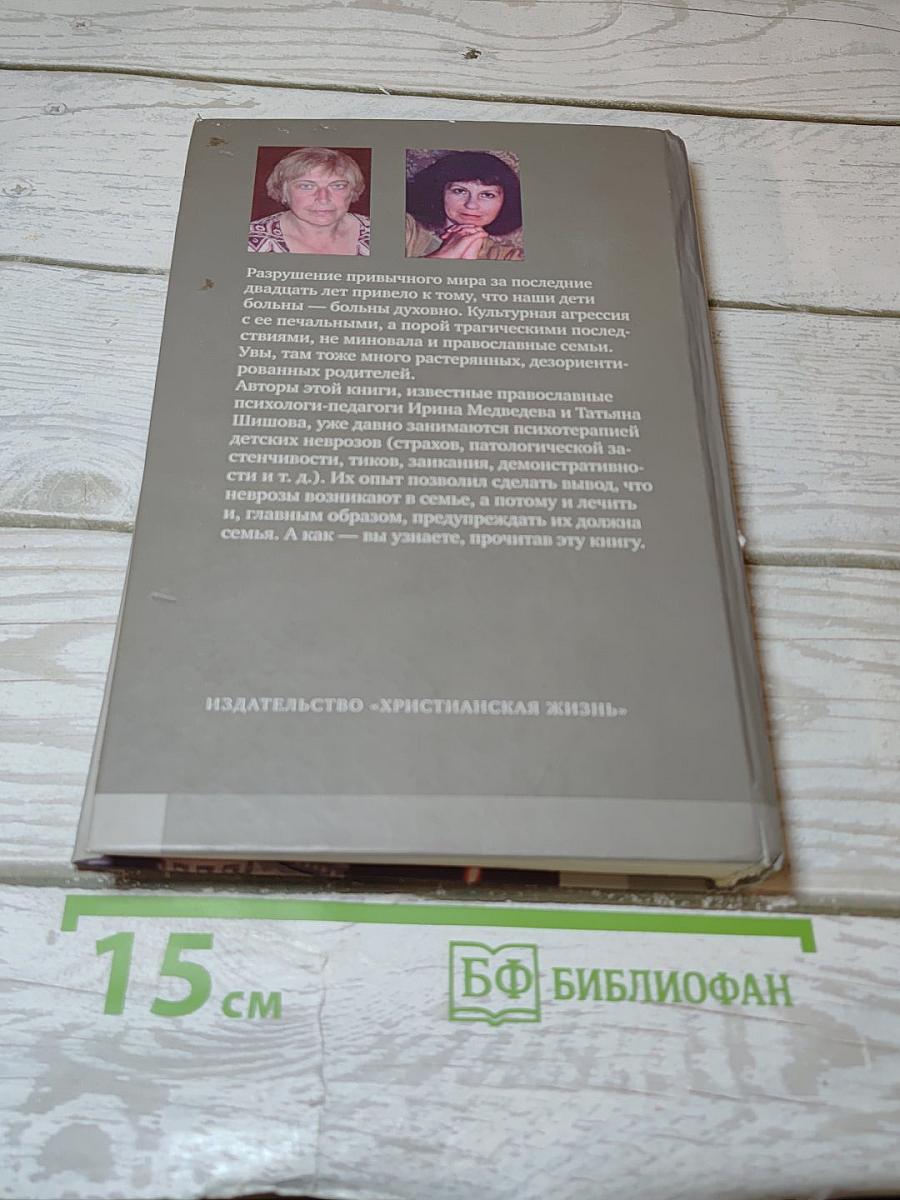 Разрушение привычного мира за последние
двадцать лет привело к тому, что наши дети
больны — больны духовно. Культурная агрессия
с ее печальными, а порой трагическими послед-
ствиями, не миновала и православные семьи.
Увы, там тоже много растерянных, дезориенти-
рованных родителей.
Авторы этой книги, известные православные
психологи-педагоги Ирина Медведева и Татьяна
Шишова, уже давно занимаются психотерапией
детских неврозов (страхов, патологической за-
стенчивости, тиков, заикания, демонстративно-
сти и т. д.). Их опыт позволил сделать вывод, что
неврозы возникают в семье, а потому и лечить
и, главным образом, предупреждать их должна
семья. А как — вы узнаете, прочитав эту книгу.
ИЗДАТЕЛЬСТВО «ХРИСТИАНСКАЯ ЖИЗНЬ»
15 см
БФ БИБЛИОФАН